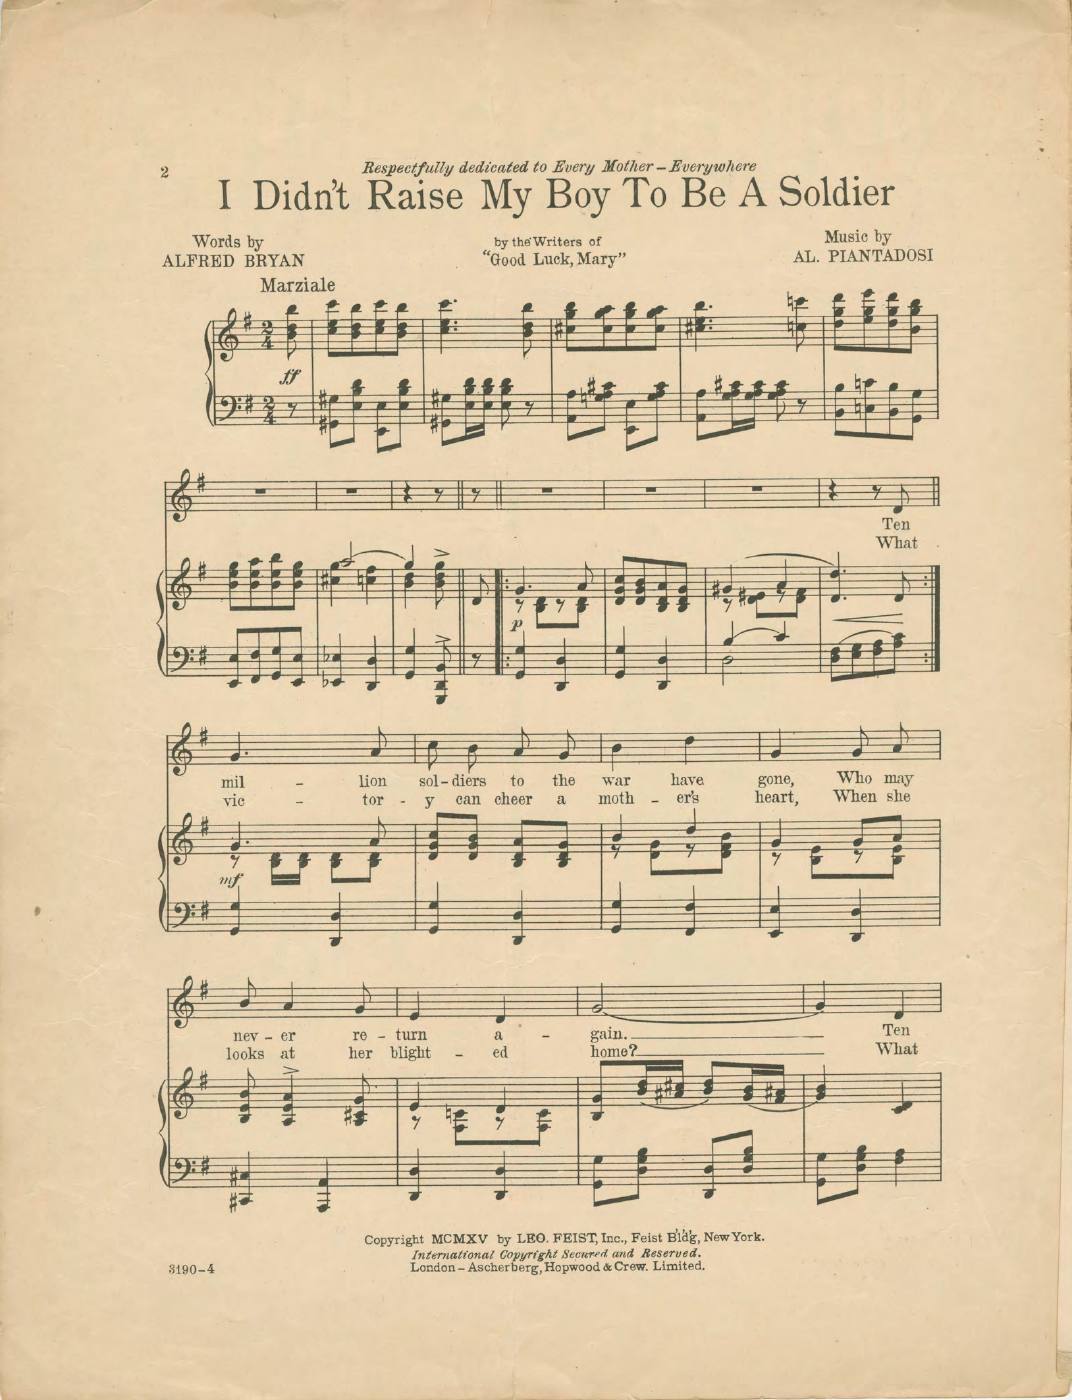 2
Respectfully dedicated to Every Mother – Everywhere
I Didn't Raise My Boy To Be A Soldier
Words by
ALFRED BRYAN
by the Writers of
"Good Luck, Mary"
Music by
AL. PIANTADOSI
Marziale
ff
Ten
What
p
mil - lion sol-diers to the war have gone, Who may
vic - tor - y can cheer a moth - er's heart, When she
mf
nev - er re - turn a - gain. Ten
looks at her blight - ed home? What
Copyright MCMXV by LEO. FEIST, Inc., Feist Bldg, New York.
International Copyright Secured and Reserved.
London – Ascherberg, Hopwood & Crew. Limited.
3190-4